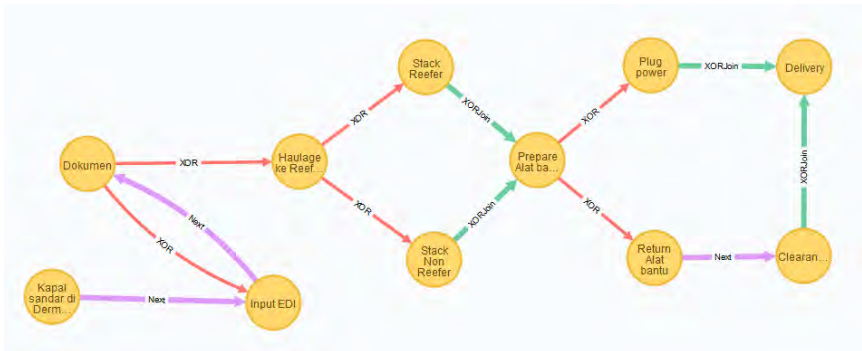 Stack
Reefer
Plug
power
XORJoin
Delivery
XOR
XORJoin
XOR
Dokumen
XOR
Haulage
ke Reef...
Prepare
Alat ba...
XORJoin
Next
XOR
XOR
XORJoin
XOR
Kapal
sandar di
Derm...
Next
Input EDI
Stack
Non
Reefer
Return
Alat
bantu
Next
Clearan...